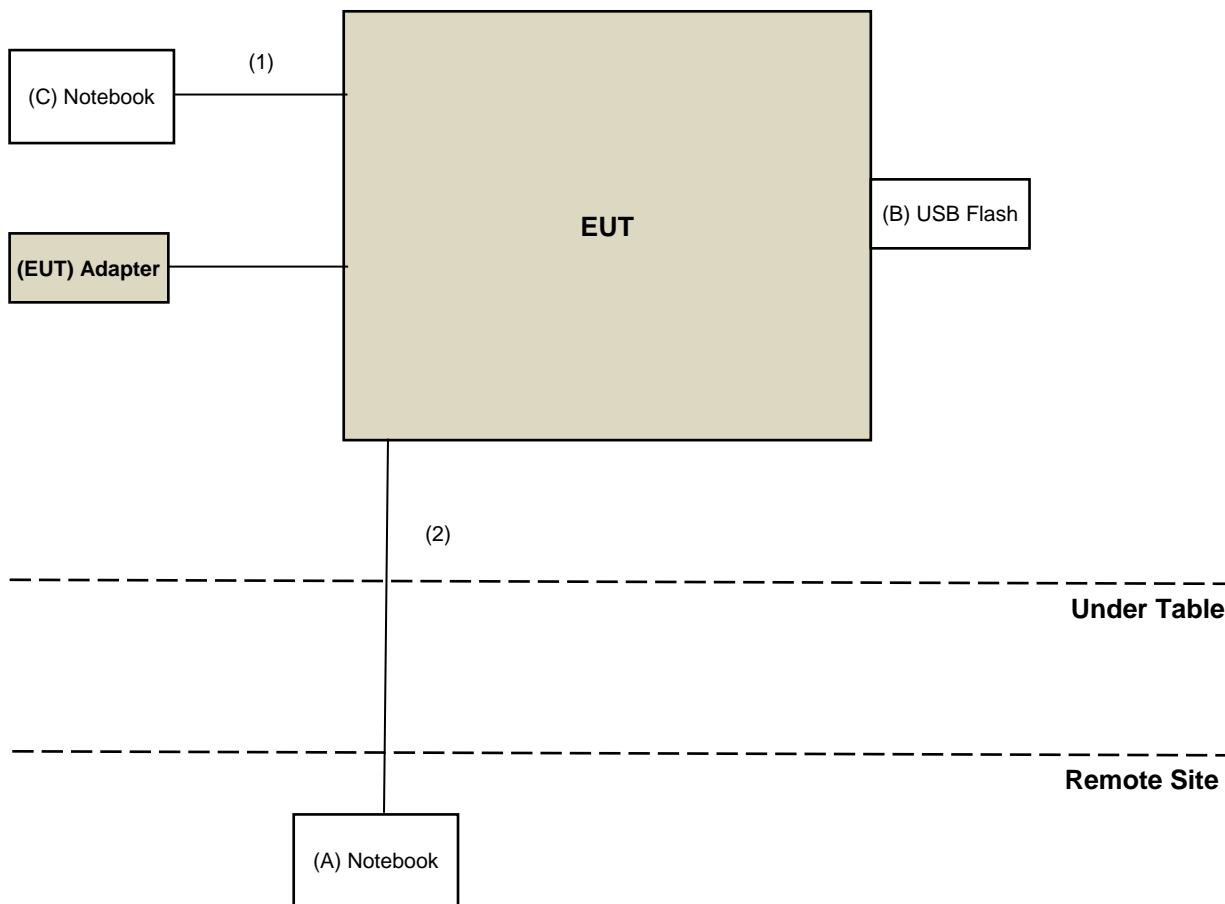 (1)
(C) Notebook
(B) USB Flash
EUT
(EUT) Adapter
(2)
Under Table
Remote Site
(A) Notebook